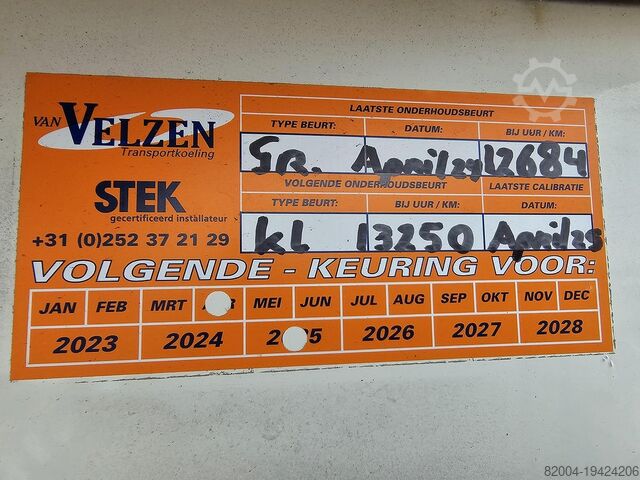 LAATSTE ONDERHOUDSBEURT
VAN VELZEN
Transportkoeling
TYPE BEURT: DATUM: BIJ UUR / KM:
GR. April 24 12684
VOLGENDE ONDERHOUDSBEURT LAATSTE CALIBRATIE
STEK
gecertificeerd installateur
TYPE BEURT: BIJ UUR / KM: DATUM:
+31 (0)252 37 21 29
KL 13250 April 25
VOLGENDE - KEURING VOOR:
JAN FEB MRT MEI JUN JUL AUG SEP OKT NOV DEC
2023 2024 2026 2027 2028
82004-19424206